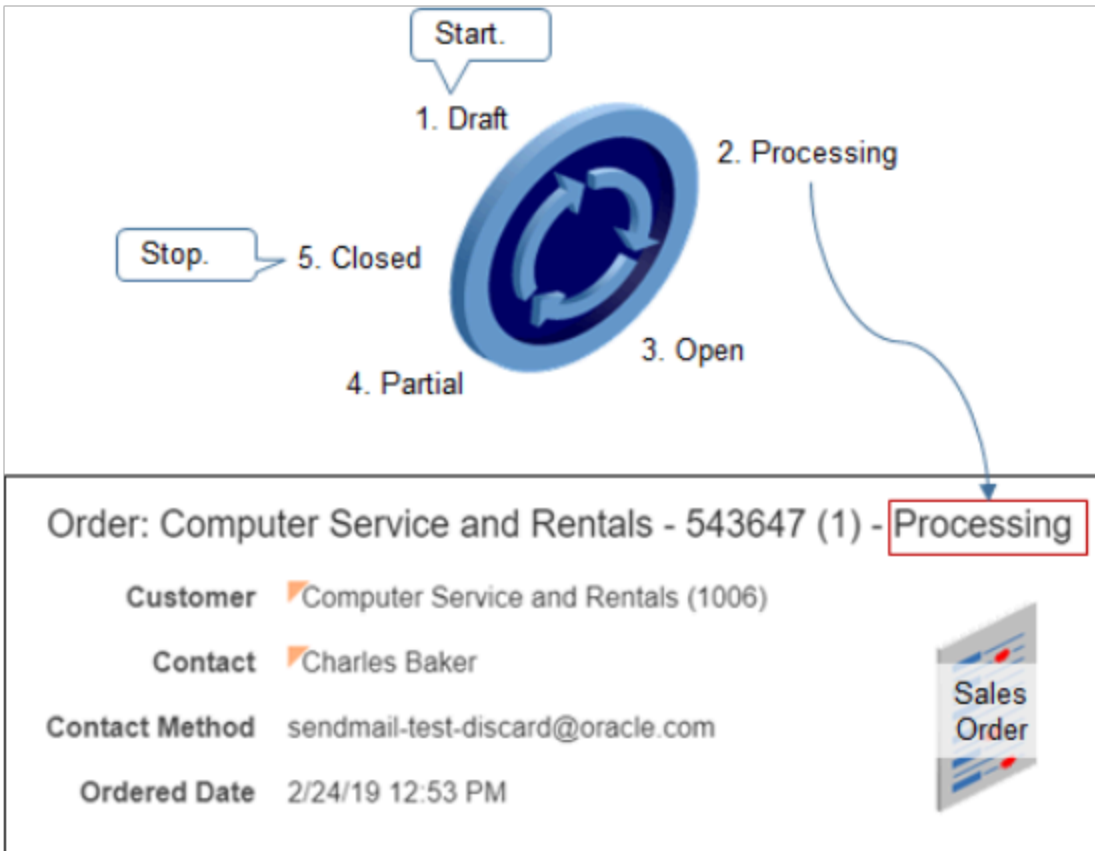 Start.
1. Draft
2. Processing
Stop.
5. Closed
3. Open
4. Partial
Order: Computer Service and Rentals - 543647 (1) - Processing
Customer Computer Service and Rentals (1006)
Contact Charles Baker
Contact Method sendmail-test-discard@oracle.com
Ordered Date 2/24/19 12:53 PM
Sales
Order